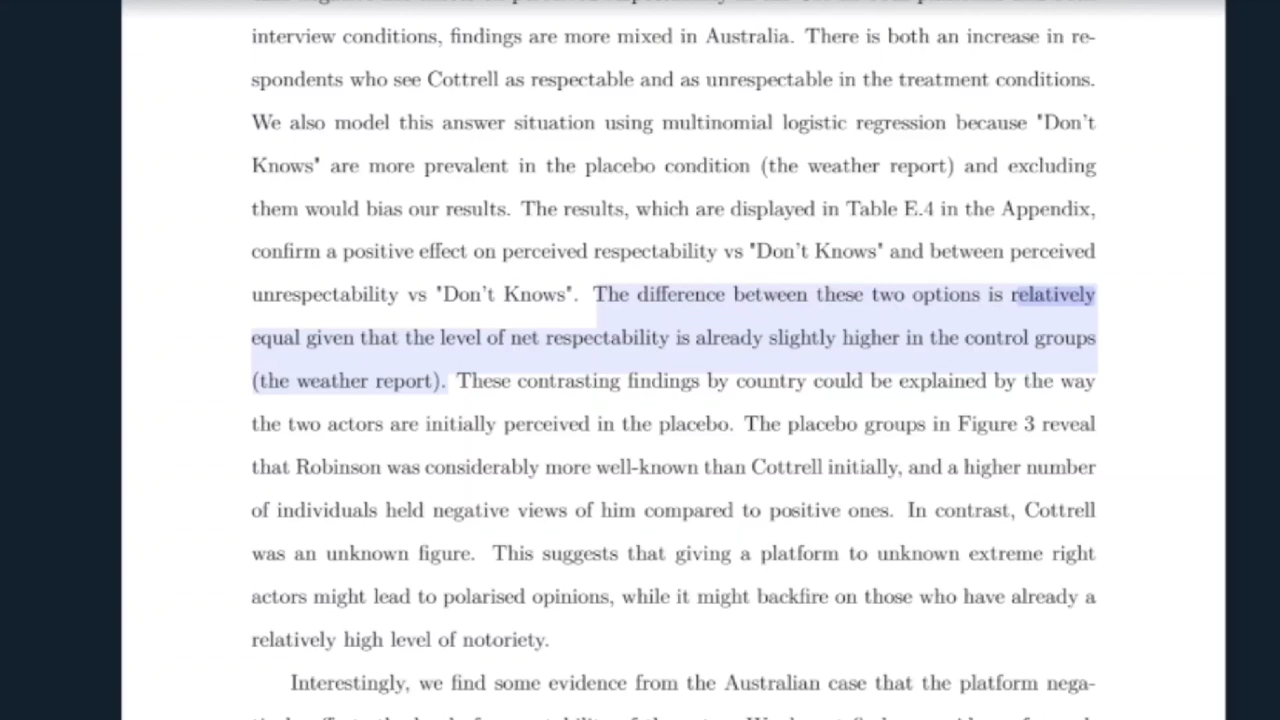 interview conditions, findings are more mixed in Australia. There is both an increase in re-
spondents who see Cottrell as respectable and as unrespectable in the treatment conditions.
We also model this answer situation using multinomial logistic regression because "Don't
Knows" are more prevalent in the placebo condition (the weather report) and excluding
them would bias our results. The results, which are displayed in Table E.4 in the Appendix,
confirm a positive effect on perceived respectability vs "Don't Knows" and between perceived
unrespectability vs "Don't Knows". The difference between these two options is relatively
equal given that the level of net respectability is already slightly higher in the control groups
(the weather report). These contrasting findings by country could be explained by the way
the two actors are initially perceived in the placebo. The placebo groups in Figure 3 reveal
that Robinson was considerably more well-known than Cottrell initially, and a higher number
of individuals held negative views of him compared to positive ones. In contrast, Cottrell
was an unknown figure. This suggests that giving a platform to unknown extreme right
actors might lead to polarised opinions, while it might backfire on those who have already a
relatively high level of notoriety.
Interestingly, we find some evidence from the Australian case that the platform nega-